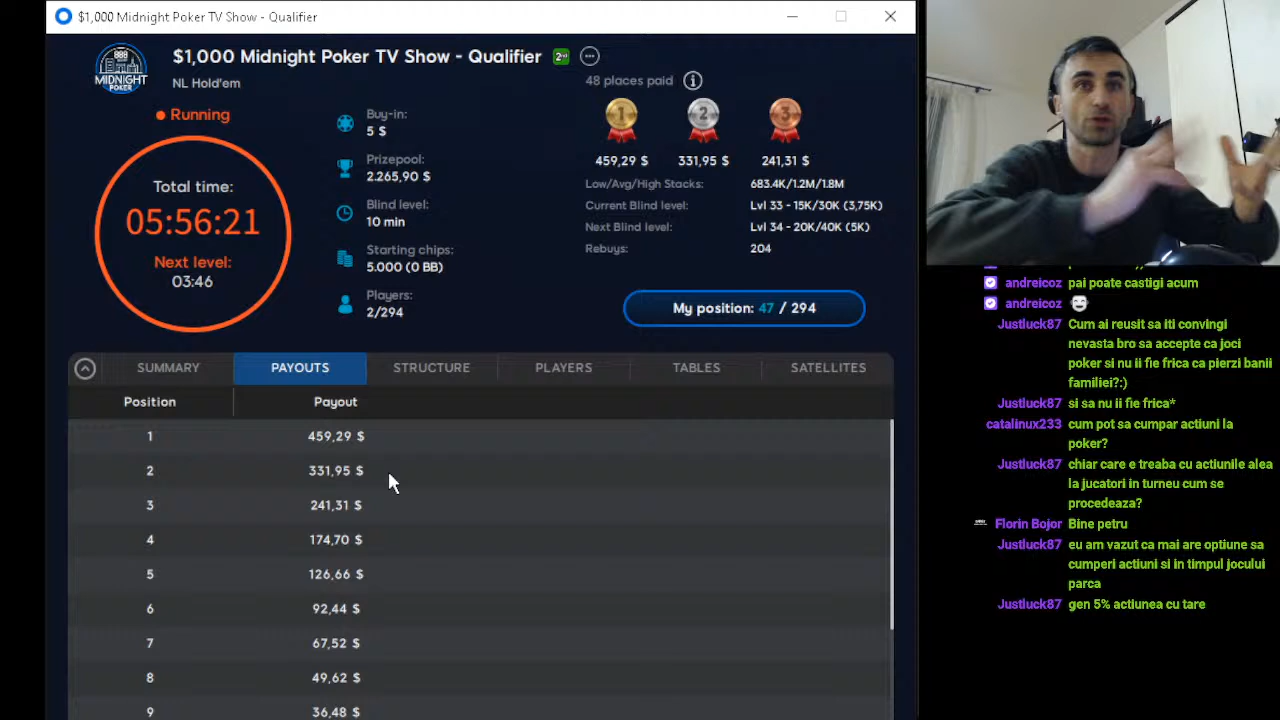 $1,000 Midnight Poker TV Show - Qualifier
888
MIDNIGHT
POKER
$1,000 Midnight Poker TV Show - Qualifier 2nd
NL Hold'em
Running
Total time:
05:56:21
Next level:
03:46
Buy-in:
5 $
Prizepool:
2.265,90 $
Blind level:
10 min
Starting chips:
5.000 (0 BB)
Players:
2/294
48 places paid
1 2 3
459,29 $ 331,95 $ 241,31 $
Low/Avg/High Stacks: 683.4K/1.2M/1.8M
Current Blind level: Lvl 33 - 15K/30K (3,75K)
Next Blind level: Lvl 34 - 20K/40K (5K)
Rebuys: 204
My position: 47 / 294
SUMMARY PAYOUTS STRUCTURE PLAYERS TABLES SATELLITES
Position Payout
1 459,29 $
2 331,95 $
3 241,31 $
4 174,70 $
5 126,66 $
6 92,44 $
7 67,52 $
8 49,62 $
9 36,48 $
andreicoz pai poate castigi acum
andreicoz
Justluck87 Cum ai reusit sa iti convingi
nevasta bro sa accepte ca joci
poker si nu ii fie frica ca pierzi banii
familiei?:)
Justluck87 si sa nu ii fie frica*
catalinux233 cum pot sa cumpar actiuni la
poker?
Justluck87 chiar care e treaba cu actiunile alea
la jucatori in turneu cum se
procedeaza?
Florin Bojor Bine petru
Justluck87 eu am vazut ca mai are optiune sa
cumperi actiuni si in timpul jocului
parca
Justluck87 gen 5% actiunea cu tare